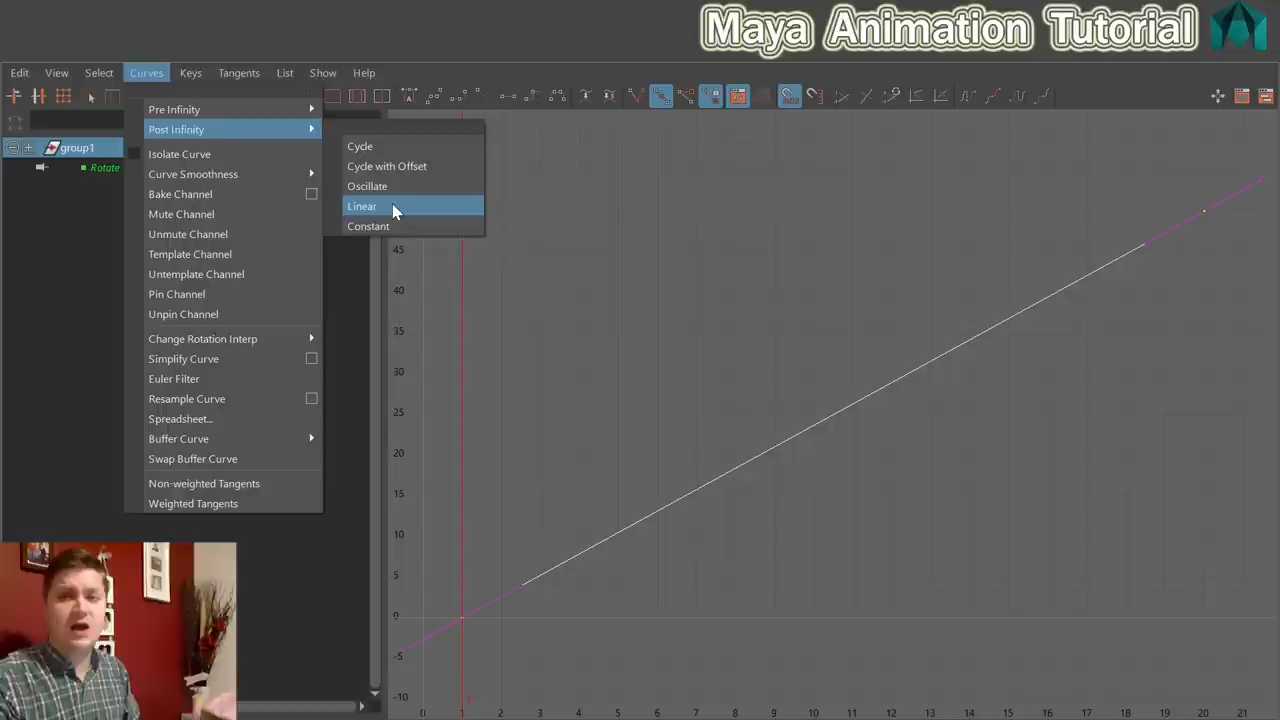 Maya Animation Tutorial
Edit View Select Curves Keys Tangents List Show Help
Pre Infinity
Post Infinity
Cycle
group1
Isolate Curve
Cycle with Offset
Rotate
Curve Smoothness
Oscillate
Bake Channel
Linear
Mute Channel
Constant
Unmute Channel
45
Template Channel
Untemplate Channel
40
Pin Channel
Unpin Channel
35
Change Rotation Interp
Simplify Curve
30
Euler Filter
Resample Curve
25
Spreadsheet...
Buffer Curve
20
Swap Buffer Curve
Non-weighted Tangents
15
Weighted Tangents
10
5
0
-5
-10
0 1 2 3 4 5 6 7 8 9 10 11 12 13 14 15 16 17 18 19 20 21